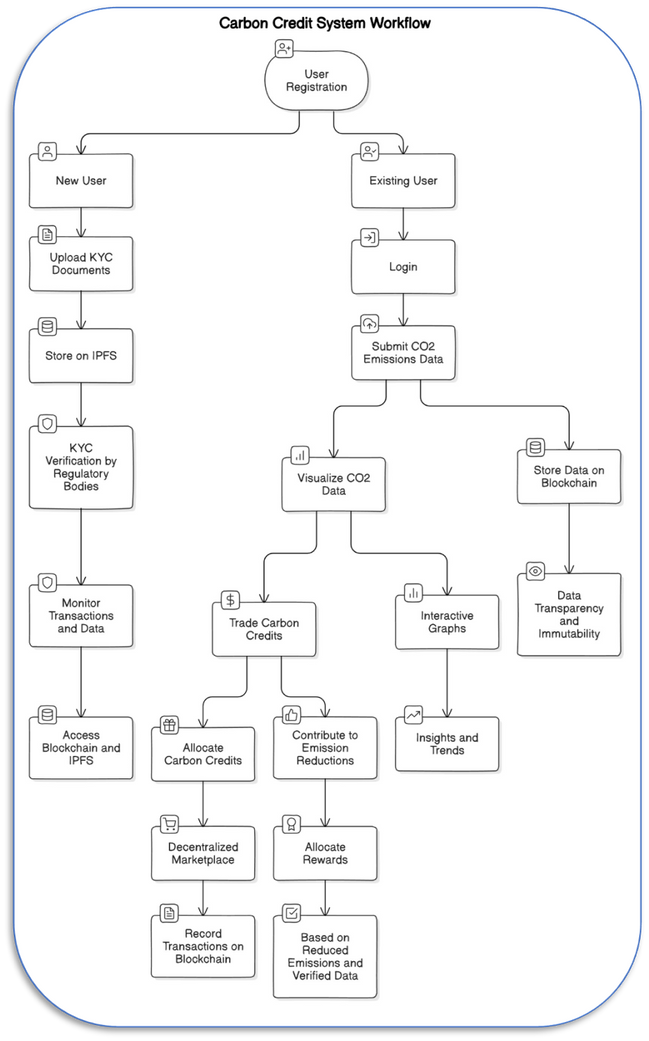 Carbon Credit System Workflow
User
Registration
New User
Existing User
Upload KYC
Documents
Login
Store on IPFS
Submit CO2
Emissions Data
KYC
Verification by
Regulatory
Bodies
Visualize CO2
Data
Store Data on
Blockchain
Monitor
Transactions
and Data
Trade Carbon
Credits
Interactive
Graphs
Data
Transparency
and
Immutability
Access
Blockchain and
IPFS
Allocate
Carbon Credits
Contribute to
Emission
Reductions
Insights and
Trends
Decentralized
Marketplace
Allocate
Rewards
Record
Transactions on
Blockchain
Based on
Reduced
Emissions and
Verified Data